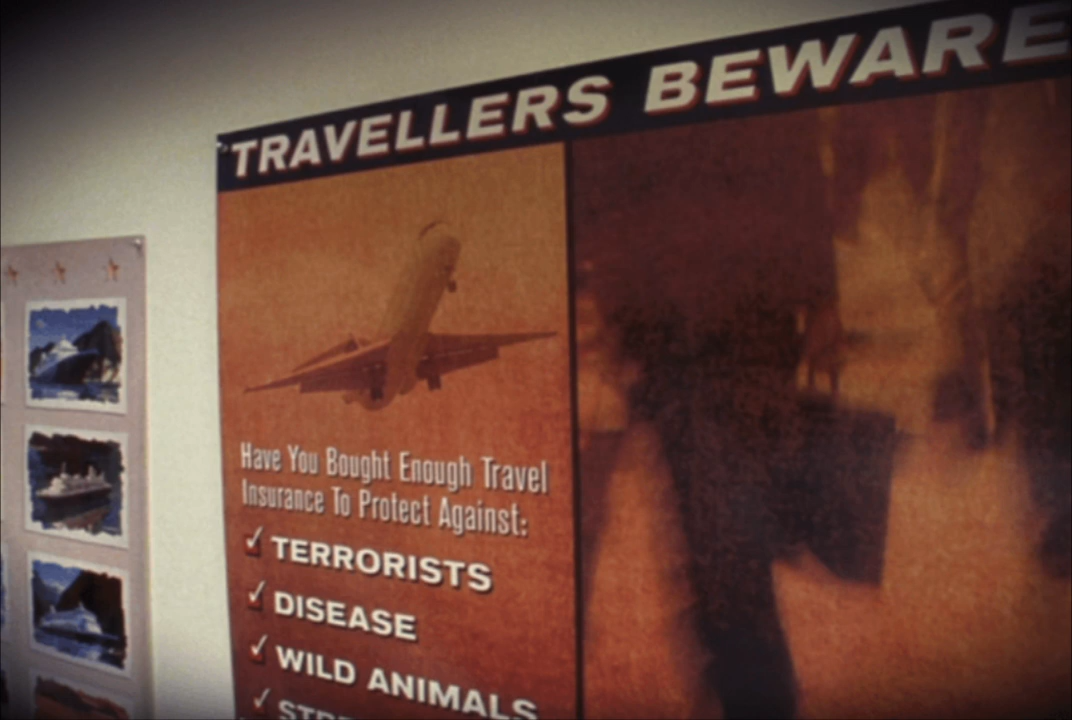 TRAVELLERS BEWARE
Have You Bought Enough Travel
Insurance To Protect Against:
✓ TERRORISTS
✓ DISEASE
✓ WILD ANIMALS